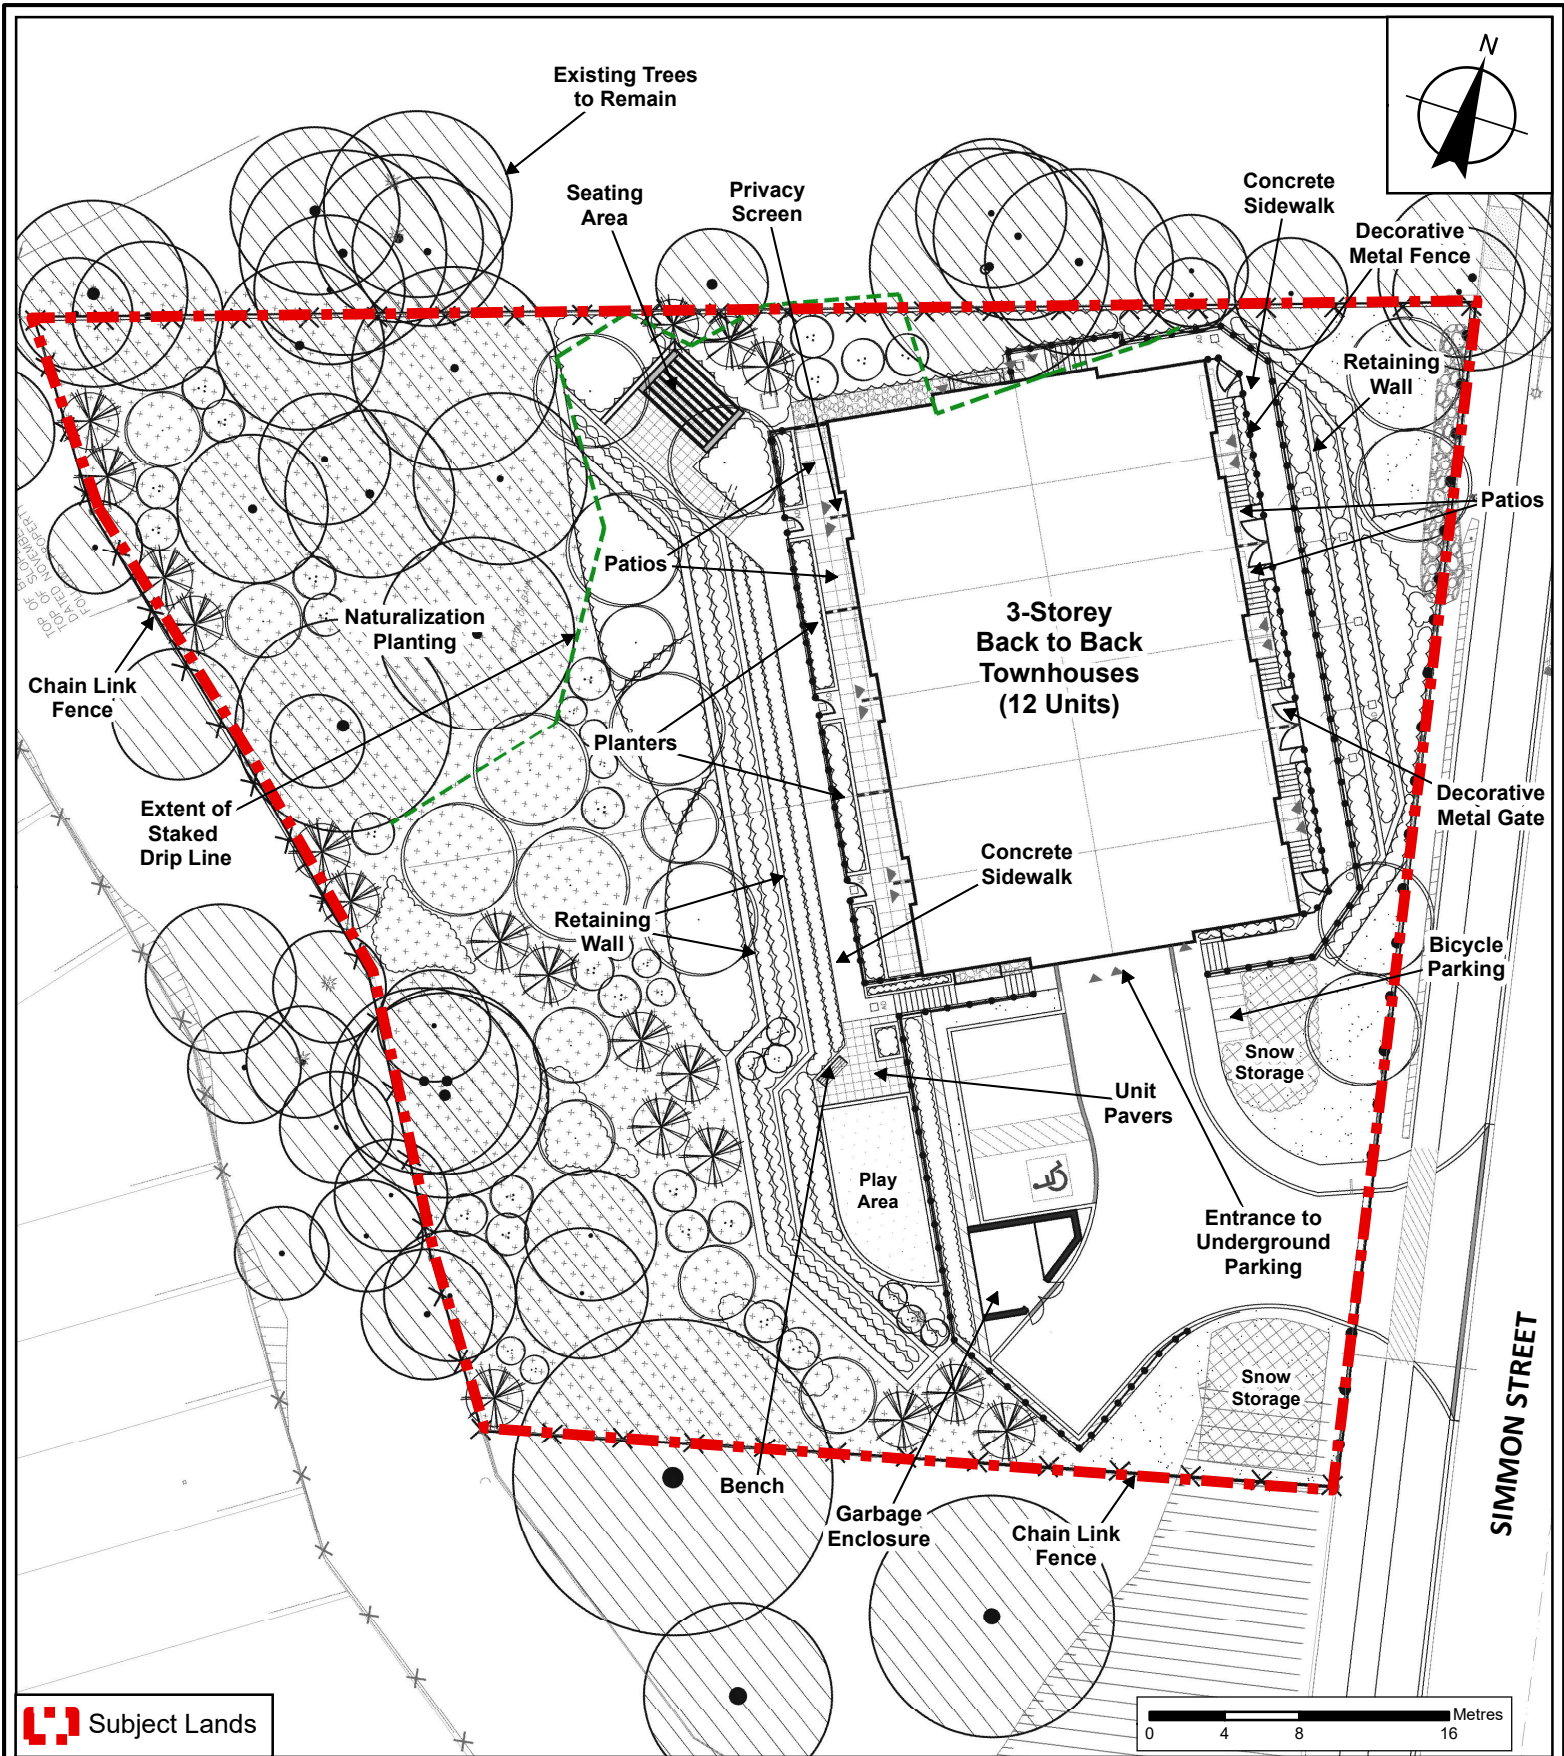 N
Existing Trees
to Remain
Seating
Area
Privacy
Screen
Concrete
Sidewalk
Decorative
Metal Fence
Retaining
Wall
Patios
Patios
3-Storey
Back to Back
Townhouses
(12 Units)
Naturalization
Planting
Chain Link
Fence
Planters
Extent of
Staked
Drip Line
Decorative
Metal Gate
Concrete
Sidewalk
Retaining
Wall
Bicycle
Parking
Snow
Storage
Unit
Pavers
Play
Area
Entrance to
Underground
Parking
Snow
Storage
SIMMON STREET
Bench
Garbage
Enclosure
Chain Link
Fence
Subject Lands
Metres
0 4 8 16